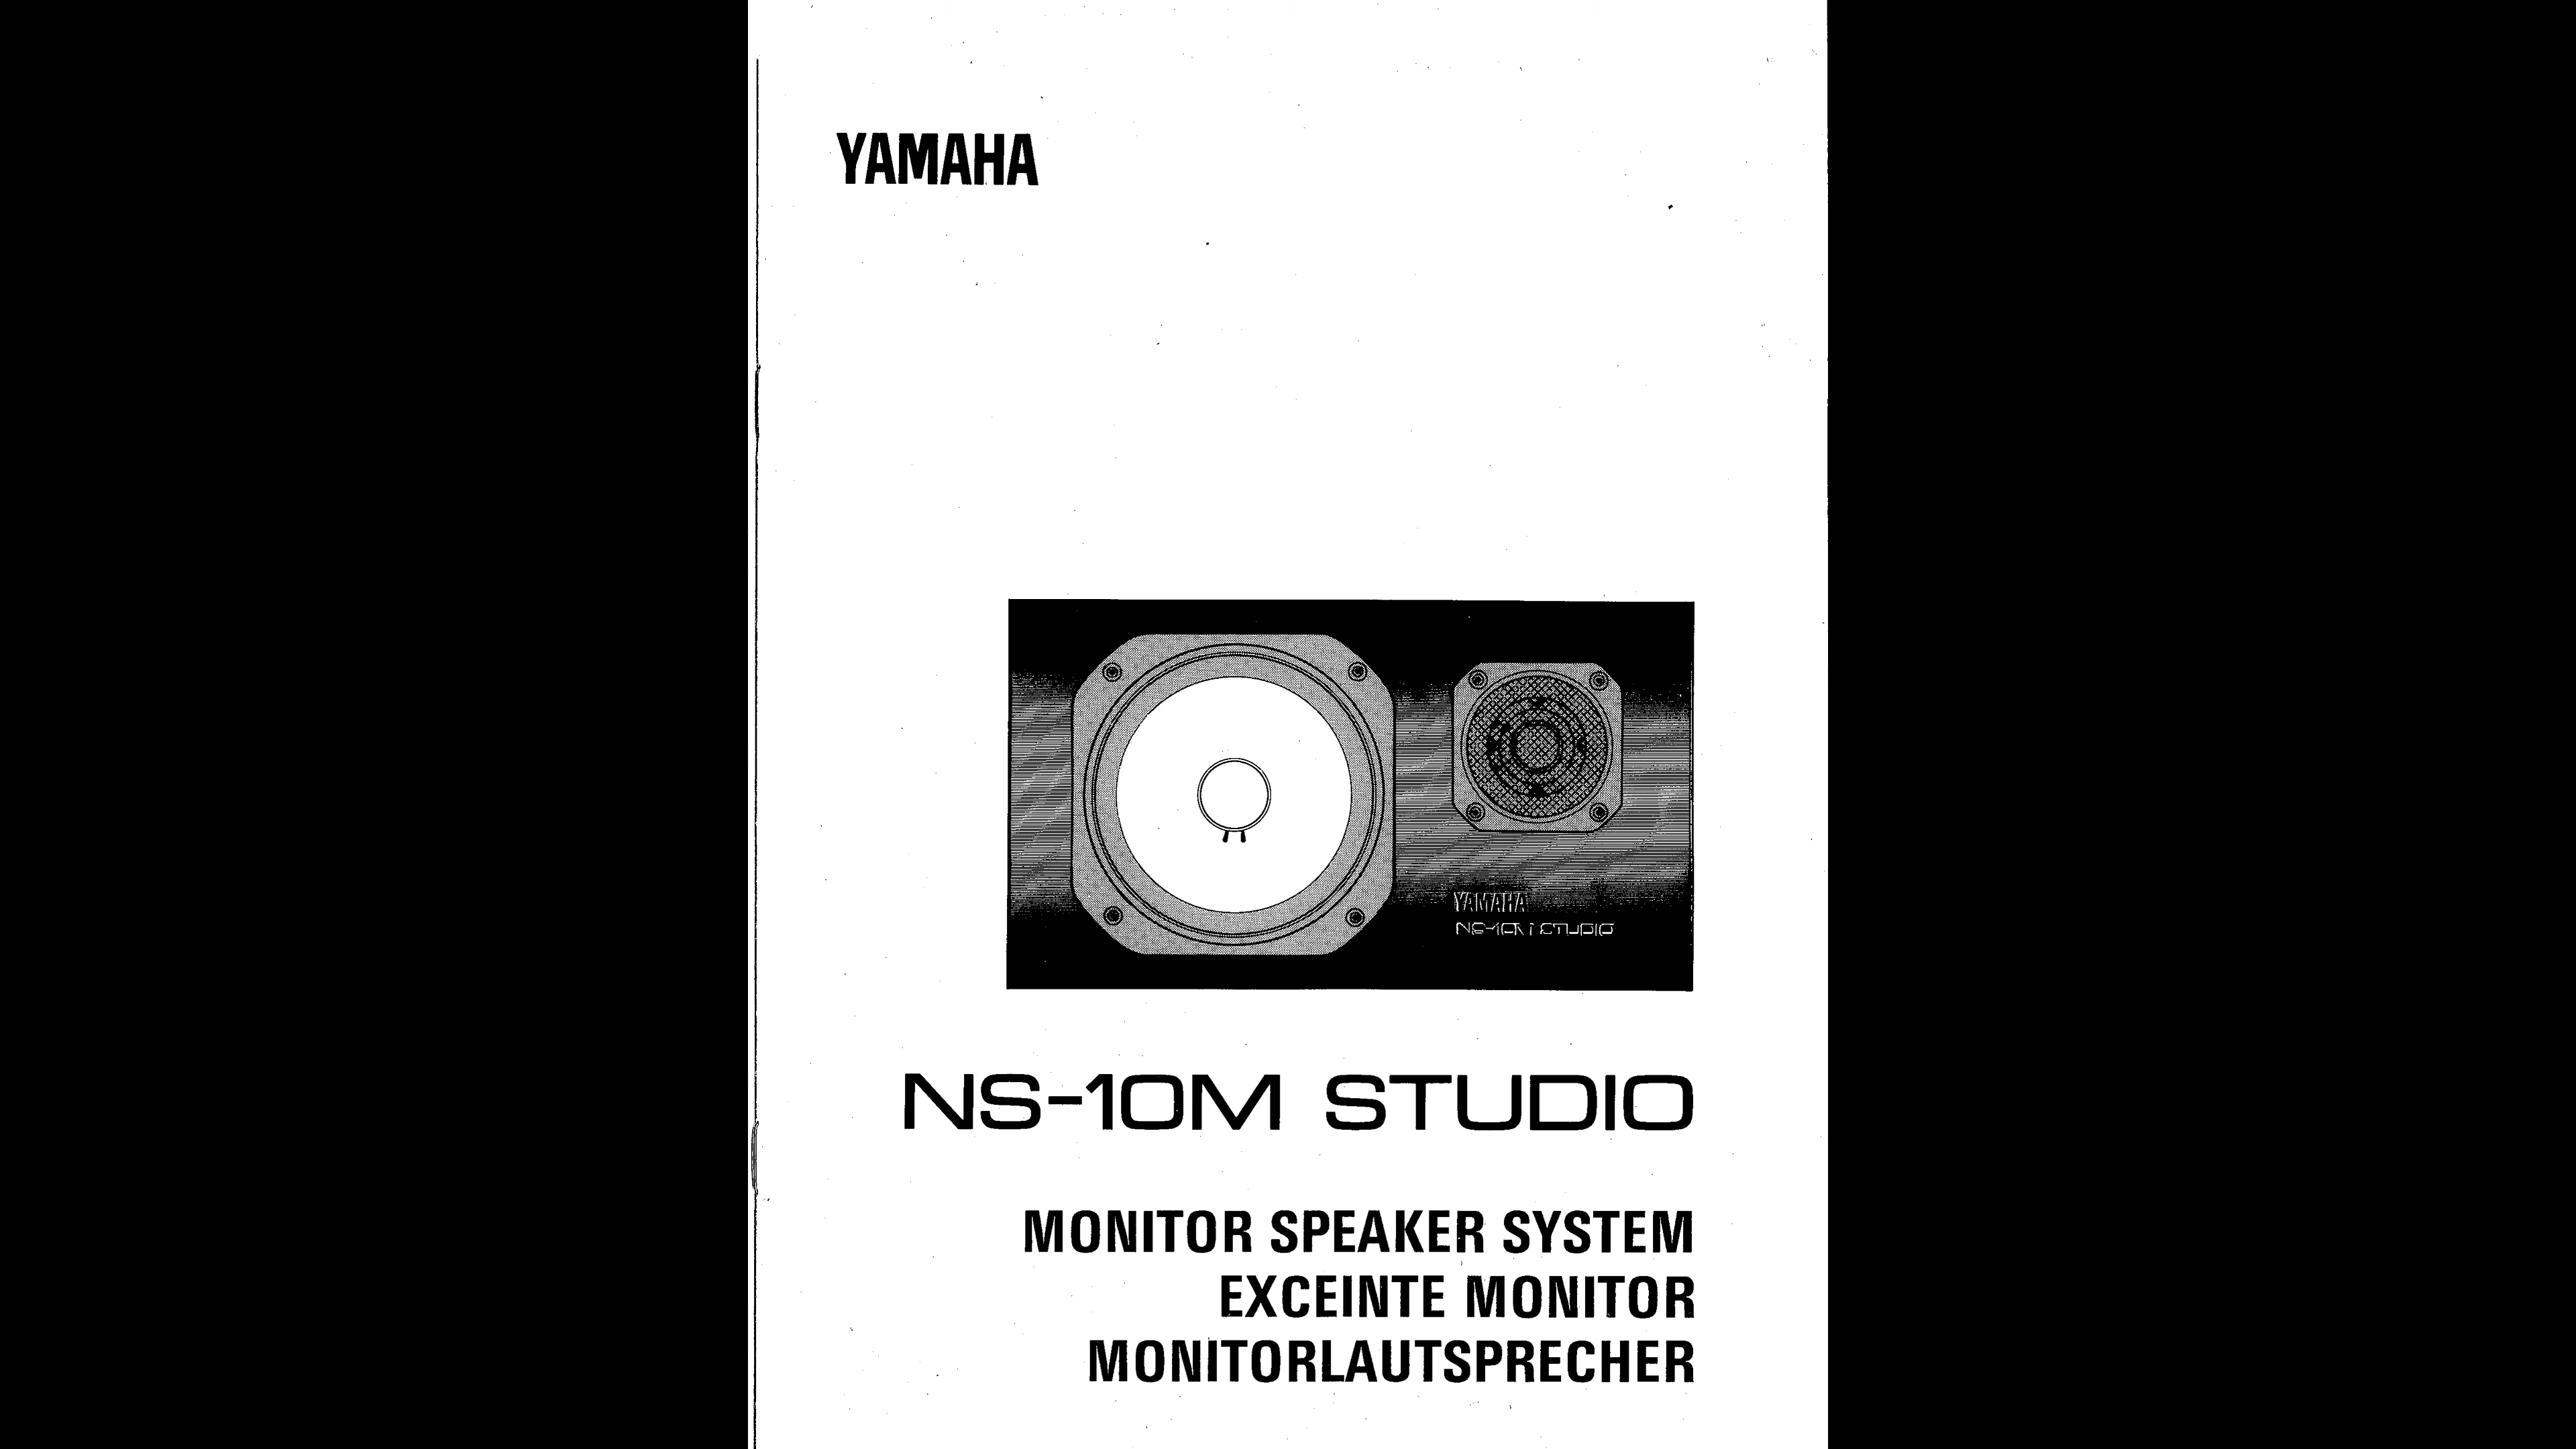 YAMAHA
YAMAHA
NS-10M STUDIO
NS-10M STUDIO
MONITOR SPEAKER SYSTEM
EXCEINTE MONITOR
MONITORLAUTSPRECHER